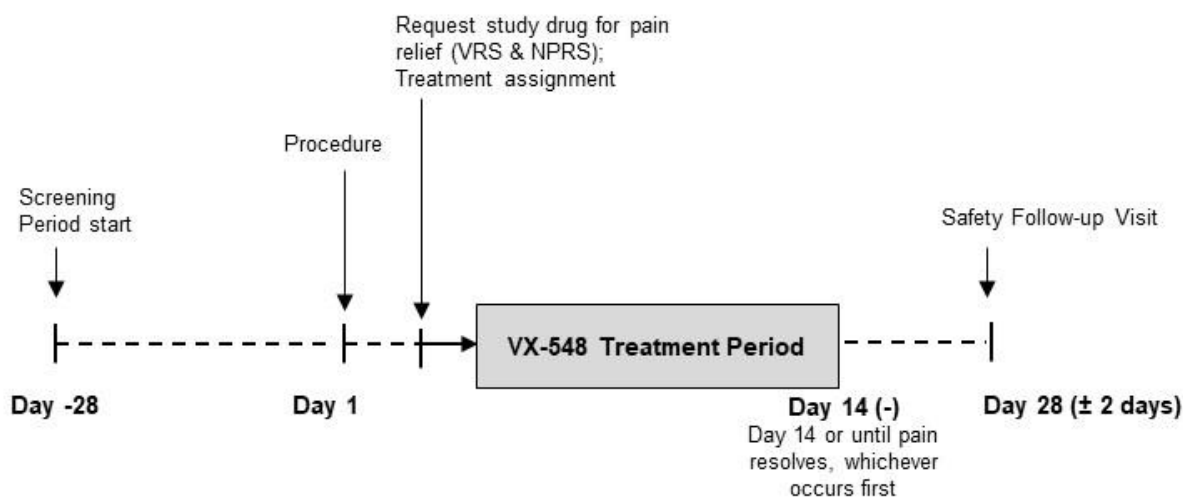 Request study drug for pain
relief (VRS & NPRS);
Treatment assignment
Procedure
Screening
Period start
Safety Follow-up Visit
VX-548 Treatment Period
Day -28
Day 1
Day 14 (-)
Day 28 (± 2 days)
Day 14 or until pain
resolves, whichever
occurs first